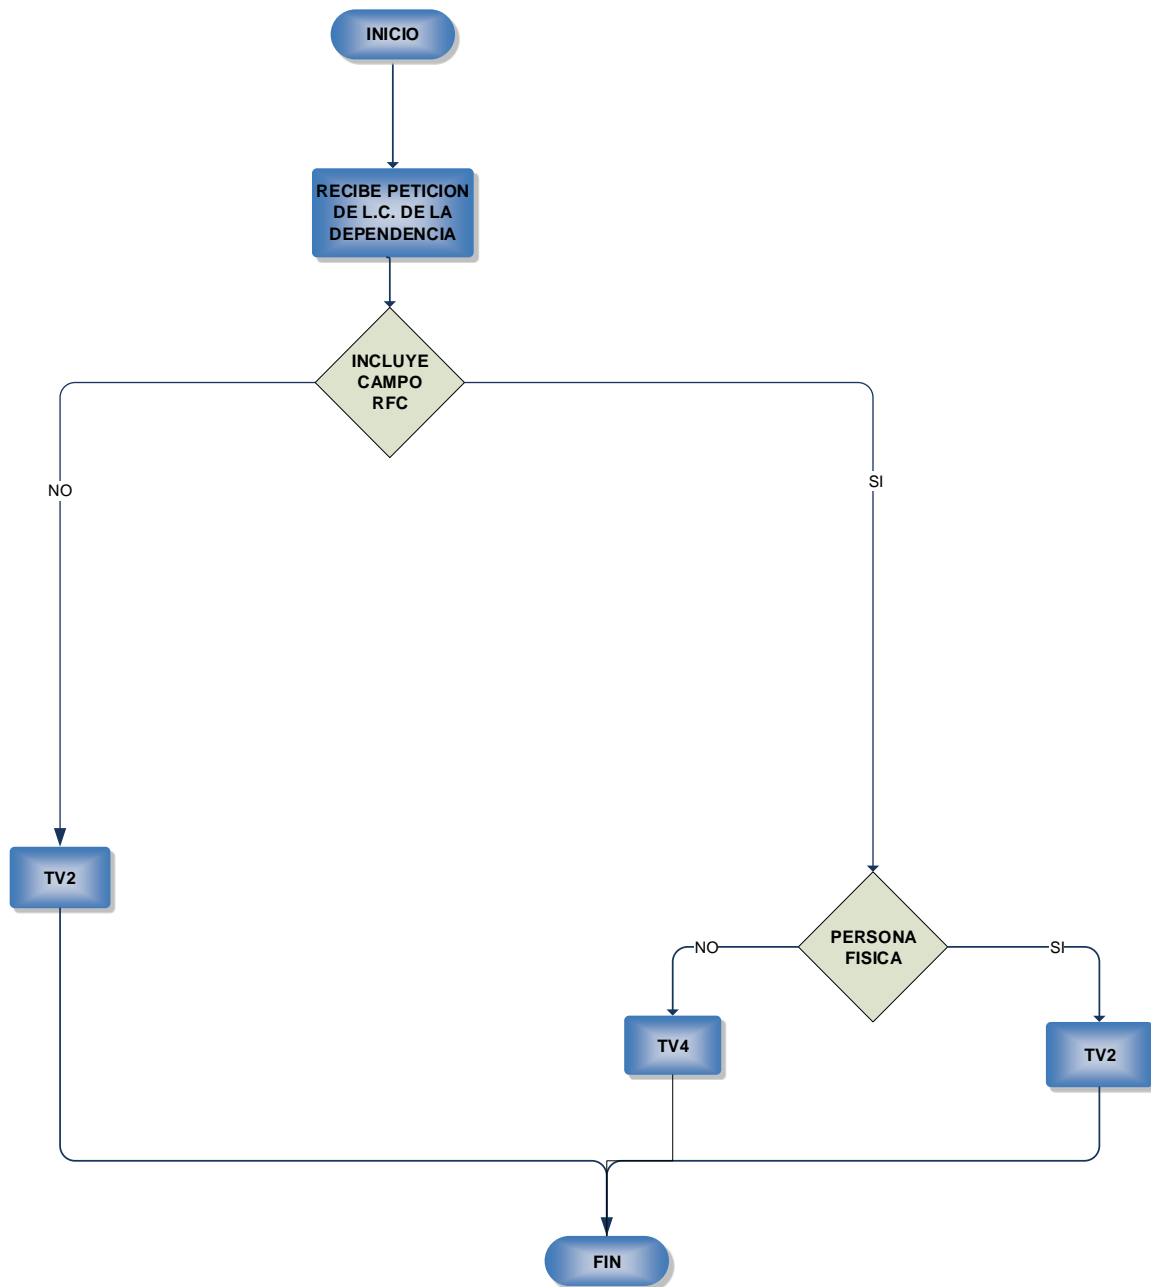 INICIO
RECIBE PETICION
DE L.C. DE LA
DEPENDENCIA
INCLUYE
CAMPO
RFC
NO
SI
TV2
PERSONA
FISICA
NO
SI
TV4
TV2
FIN